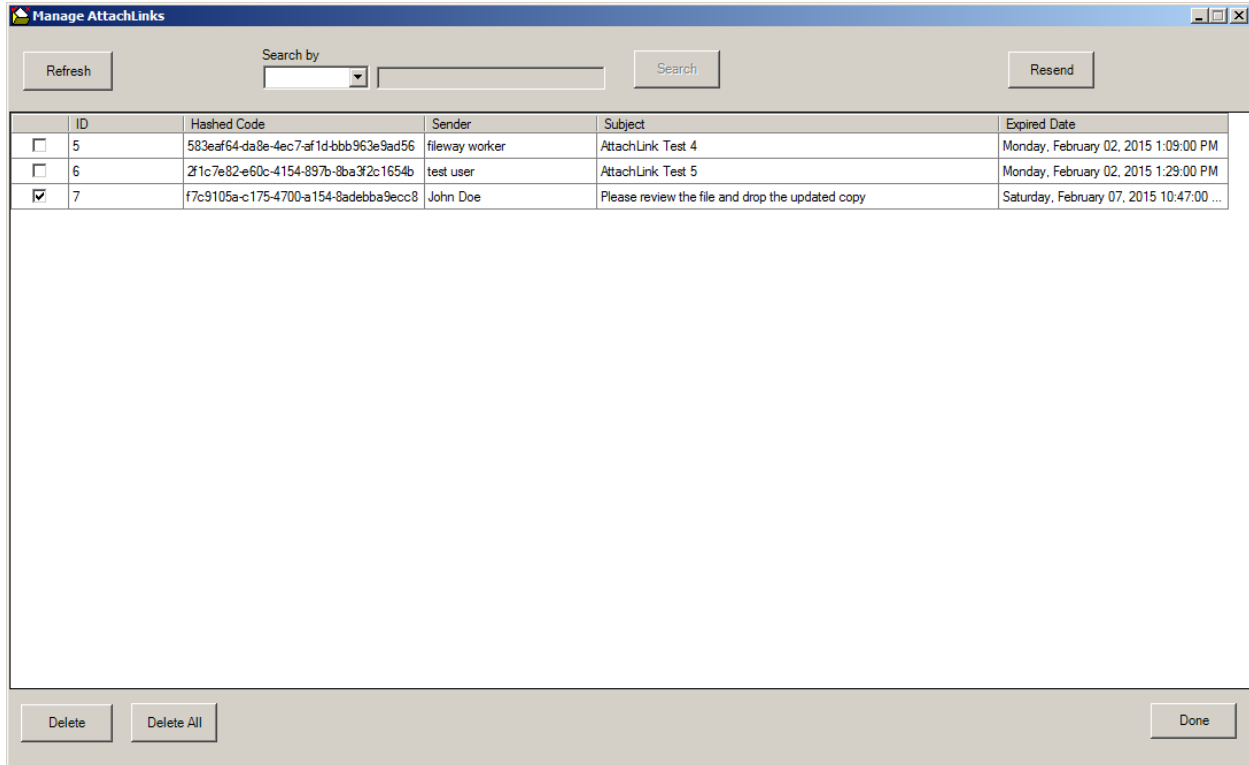 Manage AttachLinks
Refresh
Search by
Search
Resend
ID Hashed Code Sender Subject Expired Date
5 583eaf64-da8e-4ec7-af1d-bbb963e9ad56 fileway worker AttachLink Test 4 Monday, February 02, 2015 1:09:00 PM
6 2f1c7e82-e60c-4154-897b-8ba3f2c1654b test user AttachLink Test 5 Monday, February 02, 2015 1:29:00 PM
7 f7c9105a-c175-4700-a154-8adebba9ecc8 John Doe Please review the file and drop the updated copy Saturday, February 07, 2015 10:47:00 ...
Delete
Delete All
Done